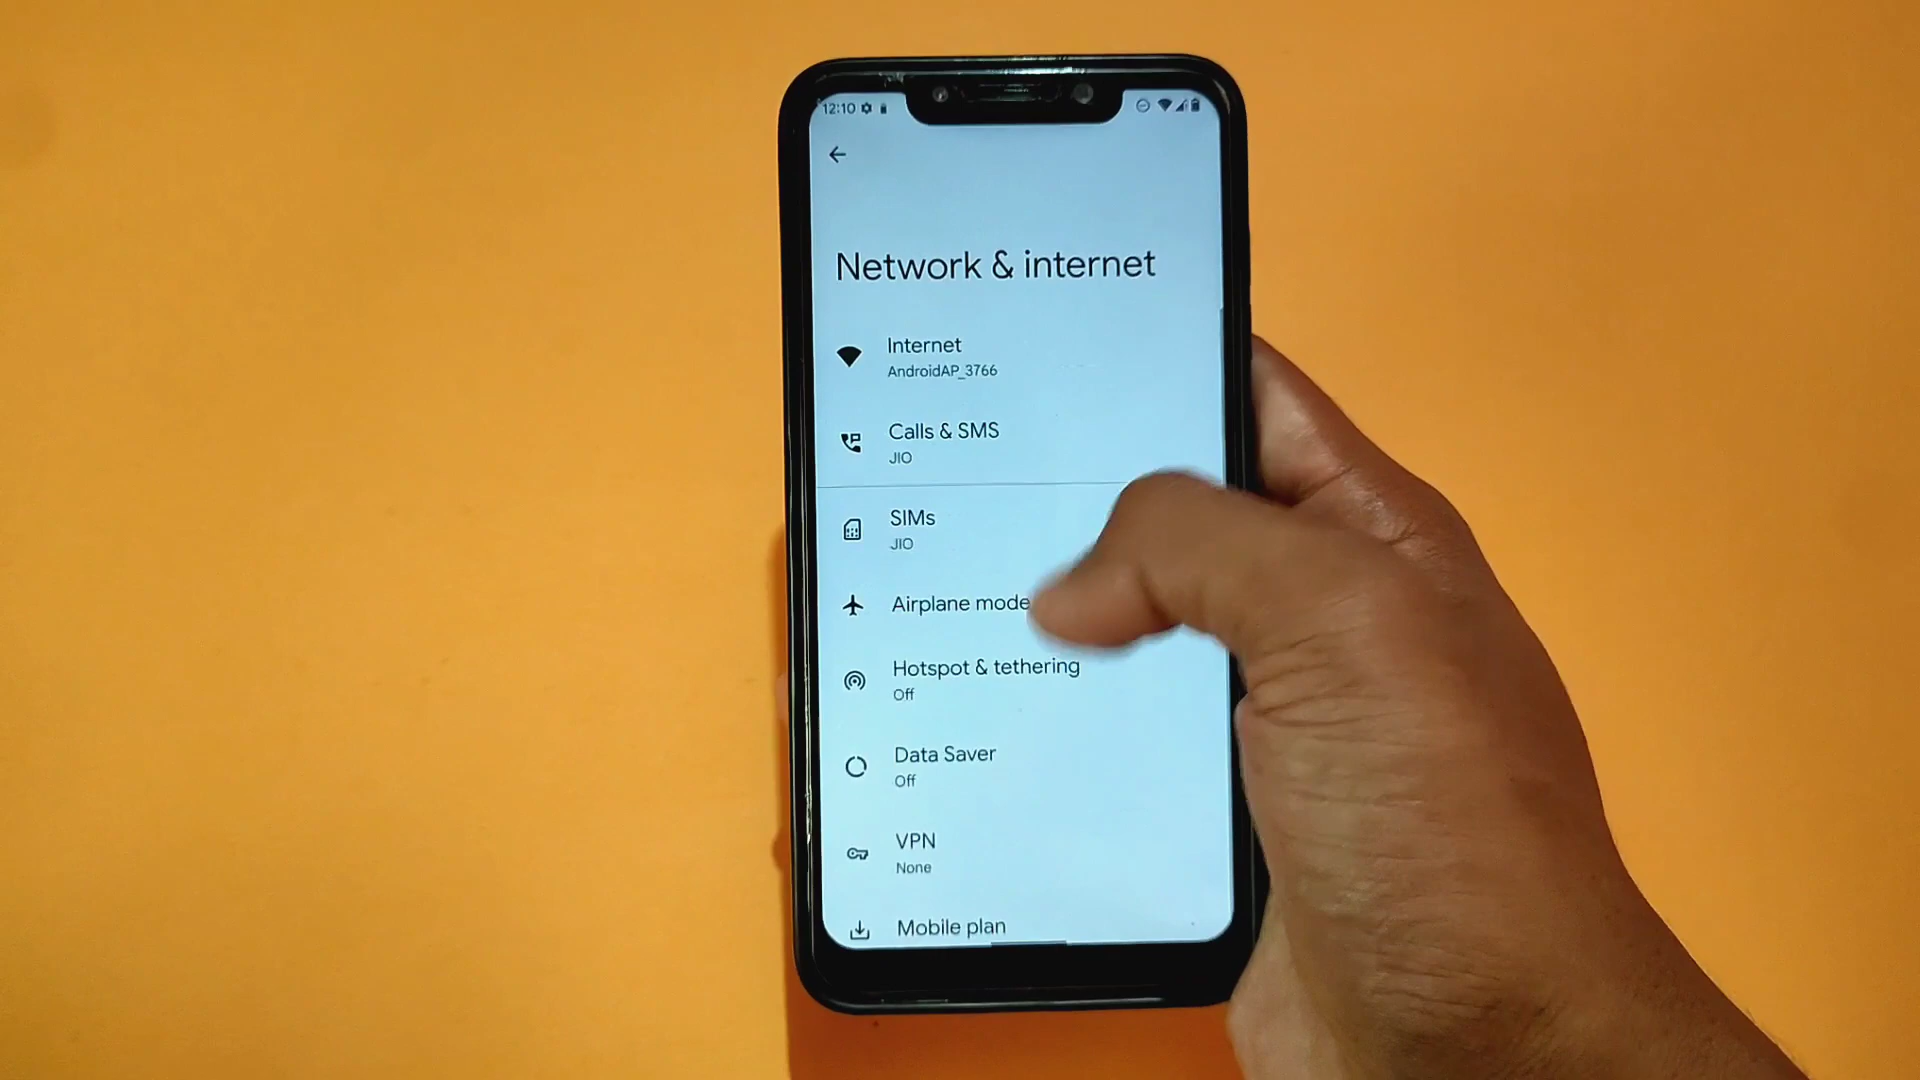 12:10
Network & internet
Internet
AndroidAP_3766
Calls & SMS
JIO
SIMs
JIO
Airplane mode
Hotspot & tethering
Off
Data Saver
Off
VPN
None
Mobile plan